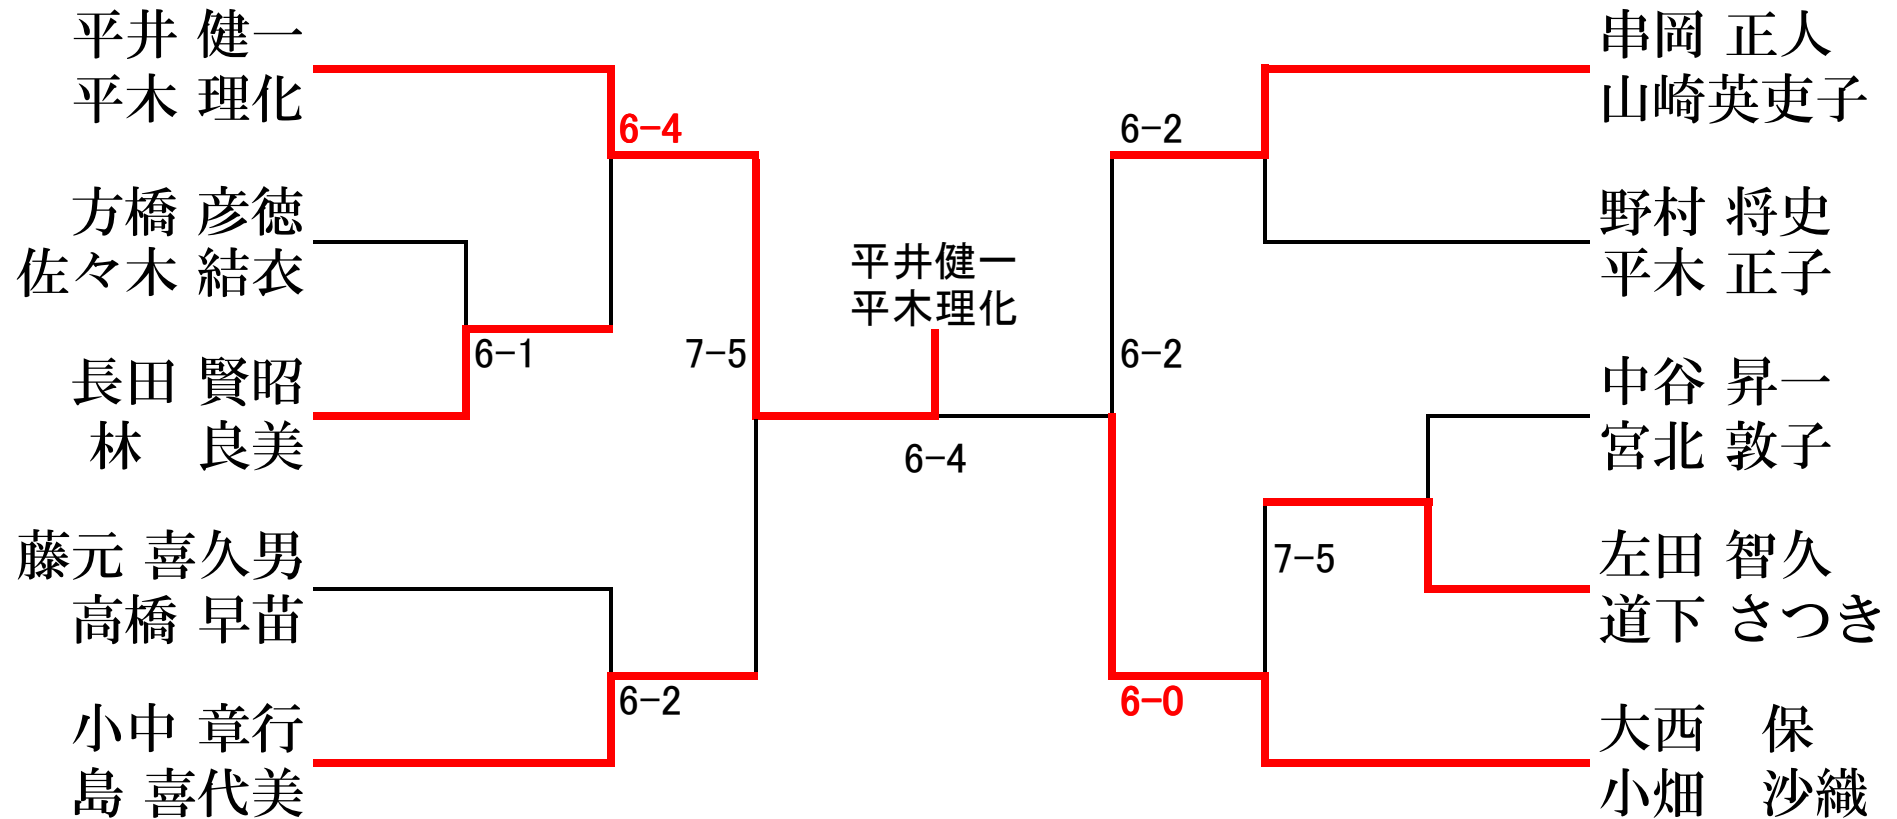 平井 健一
平木 理化
6-4
方橋 彦徳
佐々木 結衣
6-1
長田 賢昭
林 良美
7-5
藤元 喜久男
高橋 早苗
6-2
小中 章行
島 喜代美
平井健一
平木理化
6-4
串岡 正人
山崎英吏子
6-2
野村 将史
平木 正子
6-2
中谷 昇一
宮北 敦子
7-5
左田 智久
道下 さつき
6-0
大西 保
小畑 沙織